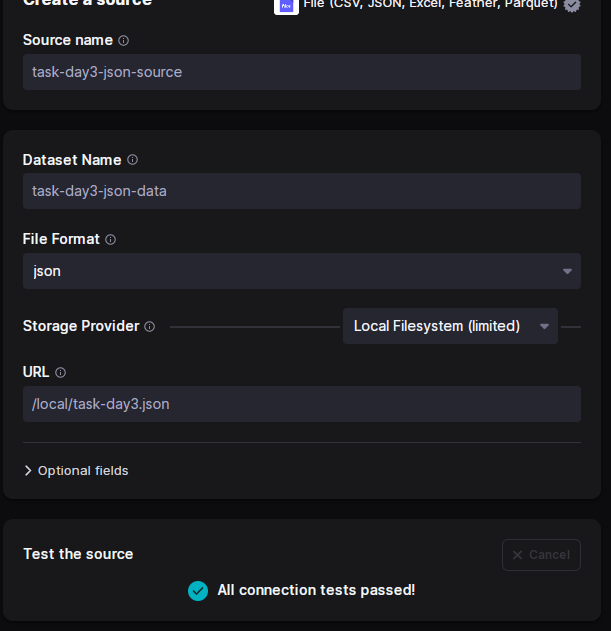 Create a source
File (CSV, JSON, Excel, Feather, Parquet)
Source name
task-day3-json-source
Dataset Name
task-day3-json-data
File Format
json
Storage Provider
Local Filesystem (limited)
URL
/local/task-day3.json
Optional fields
Test the source
Cancel
All connection tests passed!